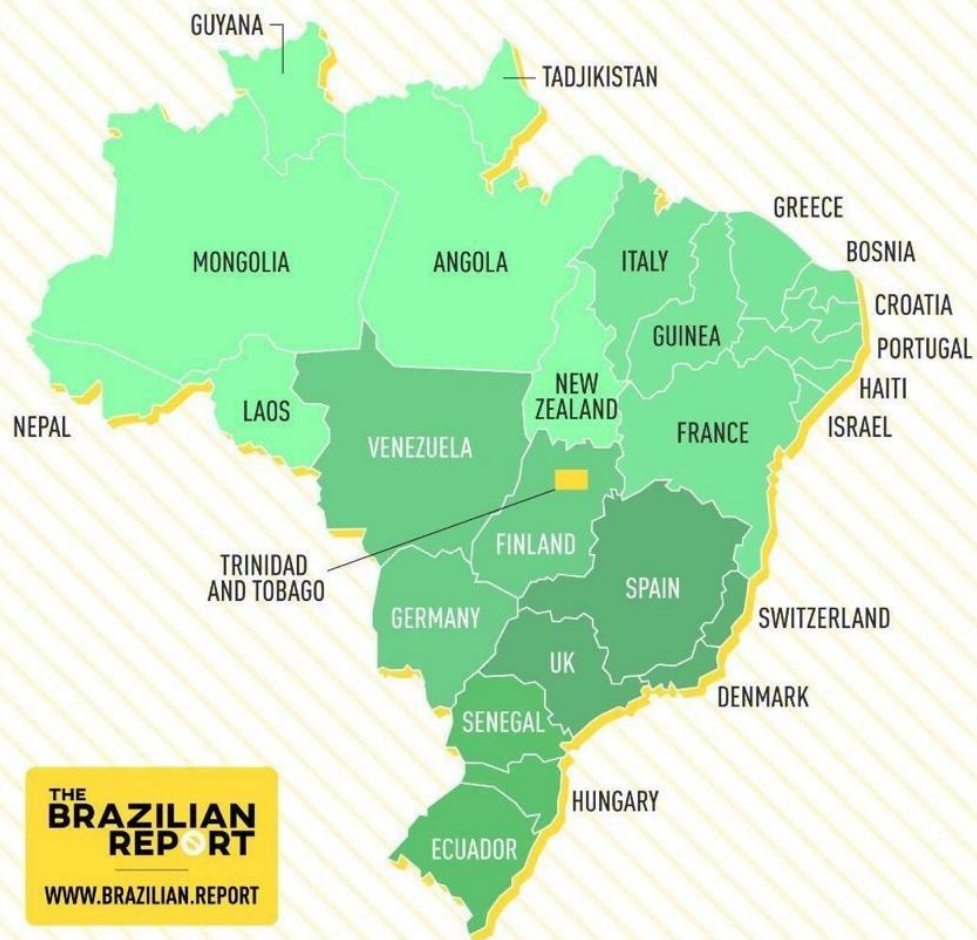 GUYANA
TADJIKISTAN
GREECE
BOSNIA
MONGOLIA
ANGOLA
ITALY
CROATIA
GUINEA
PORTUGAL
HAITI
NEPAL
LAOS
NEW
ZEALAND
ISRAEL
VENEZUELA
FRANCE
FINLAND
TRINIDAD
AND TOBAGO
SPAIN
GERMANY
SWITZERLAND
UK
DENMARK
SENEGAL
HUNGARY
ECUADOR
THE
BRAZILIAN
REPORT
WWW.BRAZILIAN.REPORT